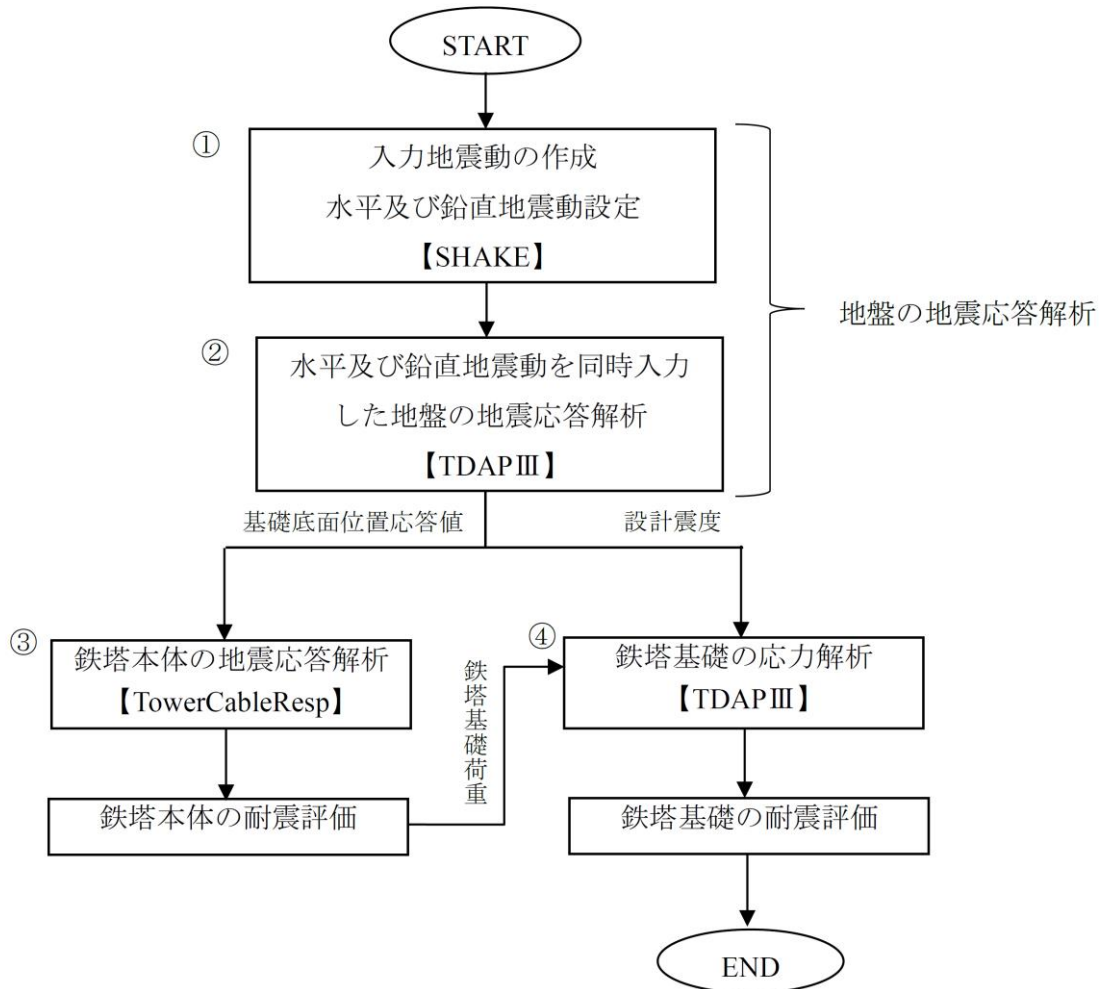 START
①
入力地震動の作成
水平及び鉛直地震動設定
【SHAKE】
②
水平及び鉛直地震動を同時入力
した地盤の地震応答解析
【TDAPⅢ】
地盤の地震応答解析
基礎底面位置応答値
設計震度
③
鉄塔本体の地震応答解析
【TowerCableResp】
鉄塔基礎荷重
④
鉄塔基礎の応力解析
【TDAPⅢ】
鉄塔本体の耐震評価
鉄塔基礎の耐震評価
END